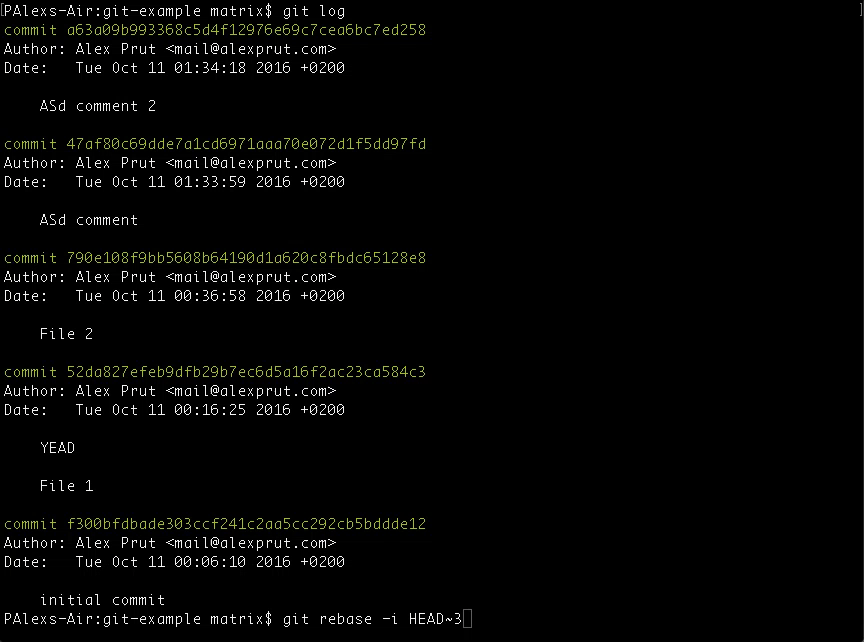 [PAlexs-Air:git-example matrix$ git log ]
commit a63a09b993368c5d4f12976e69c7cea6bc7ed258
Author: Alex Prut <mail@alexprut.com>
Date:   Tue Oct 11 01:34:18 2016 +0200
    ASd comment 2
commit 47af80c69dde7a1cd6971aaa70e072d1f5dd97fd
Author: Alex Prut <mail@alexprut.com>
Date:   Tue Oct 11 01:33:59 2016 +0200
    ASd comment
commit 790e108f9bb5608b64190d1a620c8fbdc65128e8
Author: Alex Prut <mail@alexprut.com>
Date:   Tue Oct 11 00:36:58 2016 +0200
    File 2
commit 52da827efeb9dfb29b7ec6d5a16f2ac23ca584c3
Author: Alex Prut <mail@alexprut.com>
Date:   Tue Oct 11 00:16:25 2016 +0200
    YEAD
    File 1
commit f300bfdbade303ccf241c2aa5cc292cb5bddde12
Author: Alex Prut <mail@alexprut.com>
Date:   Tue Oct 11 00:06:10 2016 +0200
    initial commit
PAlexs-Air:git-example matrix$ git rebase -i HEAD~3